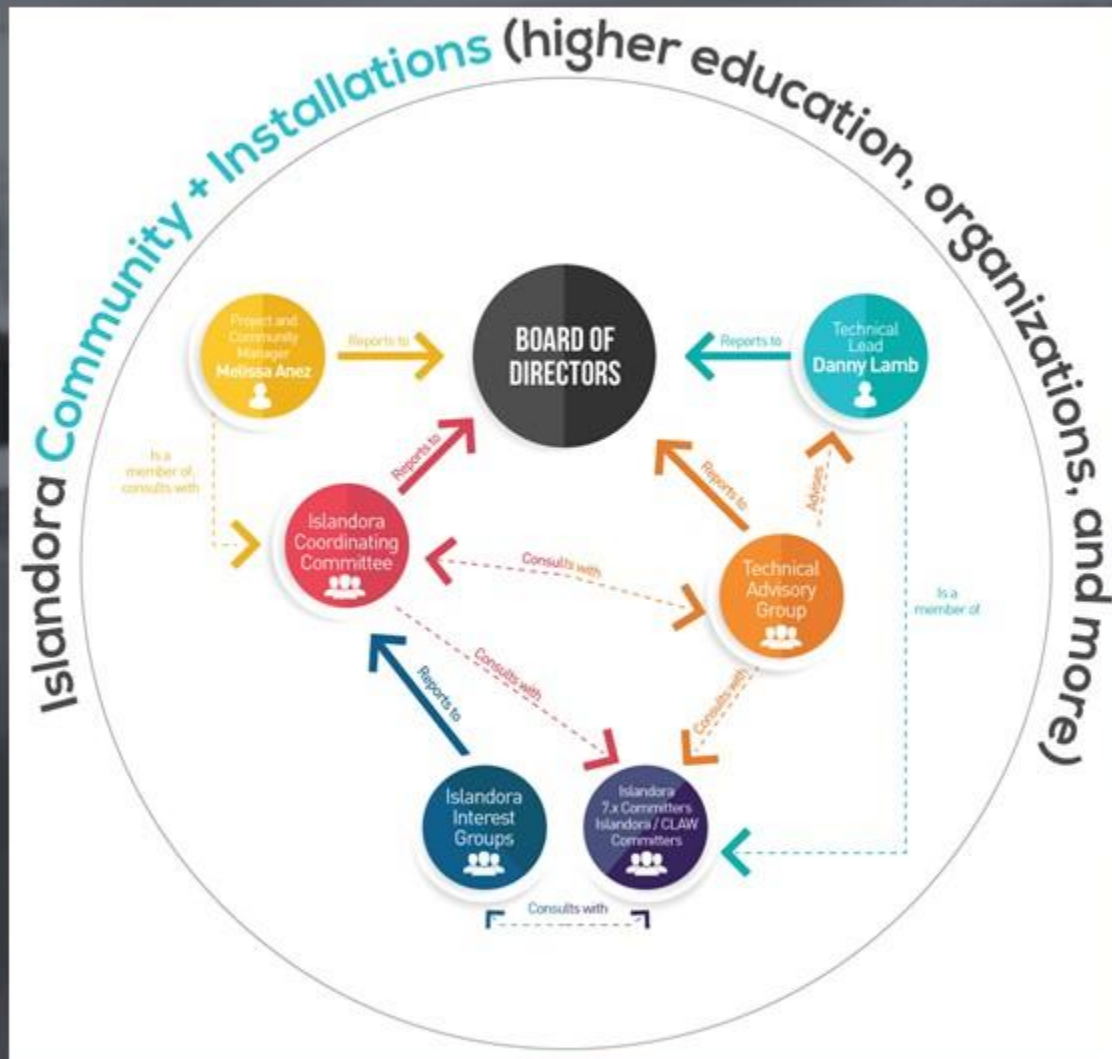 Islandora Community + Installations (higher education, organizations, and more)
Project and
Community
Manager
Melissa Anez
Reports to
BOARD OF
DIRECTORS
Reports to
Technical
Lead
Danny Lamb
Is a
member of,
consults with
Reports to
Reports to
Advises
Islandora
Coordinating
Committee
Consults with
Technical
Advisory
Group
Is a
member of
Reports to
Consults with
Consults with
Islandora
Interest
Groups
Islandora
7.x Committers
Islandora / CLAW
Committers
Consults with